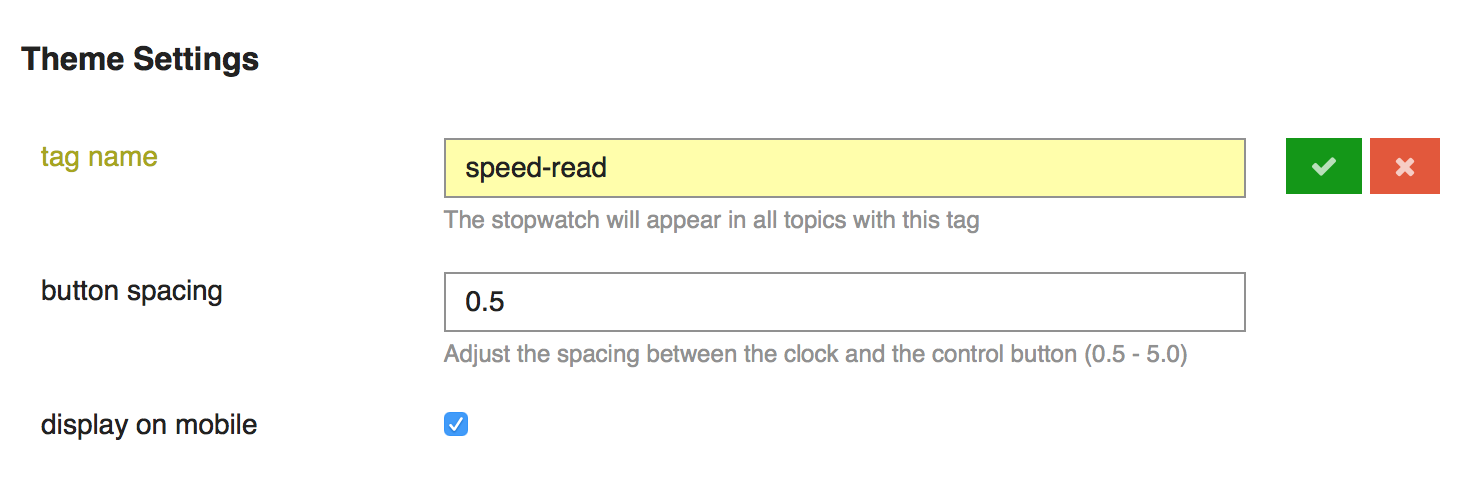 Theme Settings
tag name
speed-read
The stopwatch will appear in all topics with this tag
button spacing
0.5
Adjust the spacing between the clock and the control button (0.5 - 5.0)
display on mobile